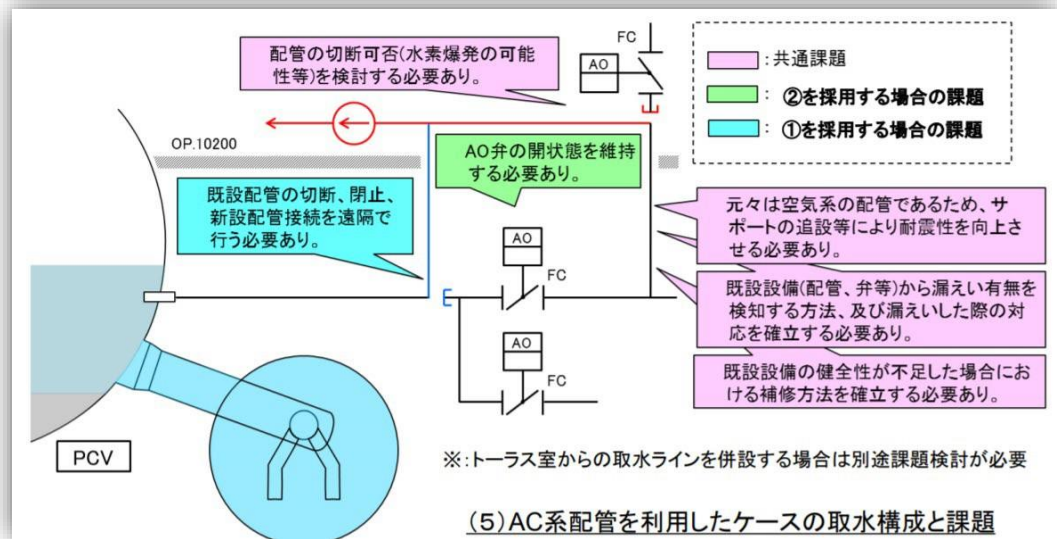 配管の切断可否(水素爆発の可能
性等)を検討する必要あり。
FC
AO
:共通課題
: ②を採用する場合の課題
: ①を採用する場合の課題
OP.10200
AO弁の開状態を維持
する必要あり。
既設配管の切断、閉止、
新設配管接続を遠隔で
行う必要あり。
元々は空気系の配管であるため、サ
ポートの追設等により耐震性を向上さ
せる必要あり。
AO
FC
既設設備(配管、弁等)から漏えい有無を
検知する方法、及び漏えいした際の対
応を確立する必要あり。
AO
FC
既設設備の健全性が不足した場合にお
ける補修方法を確立する必要あり。
PCV
※:トーラス室からの取水ラインを併設する場合は別途課題検討が必要
(5)AC系配管を利用したケースの取水構成と課題